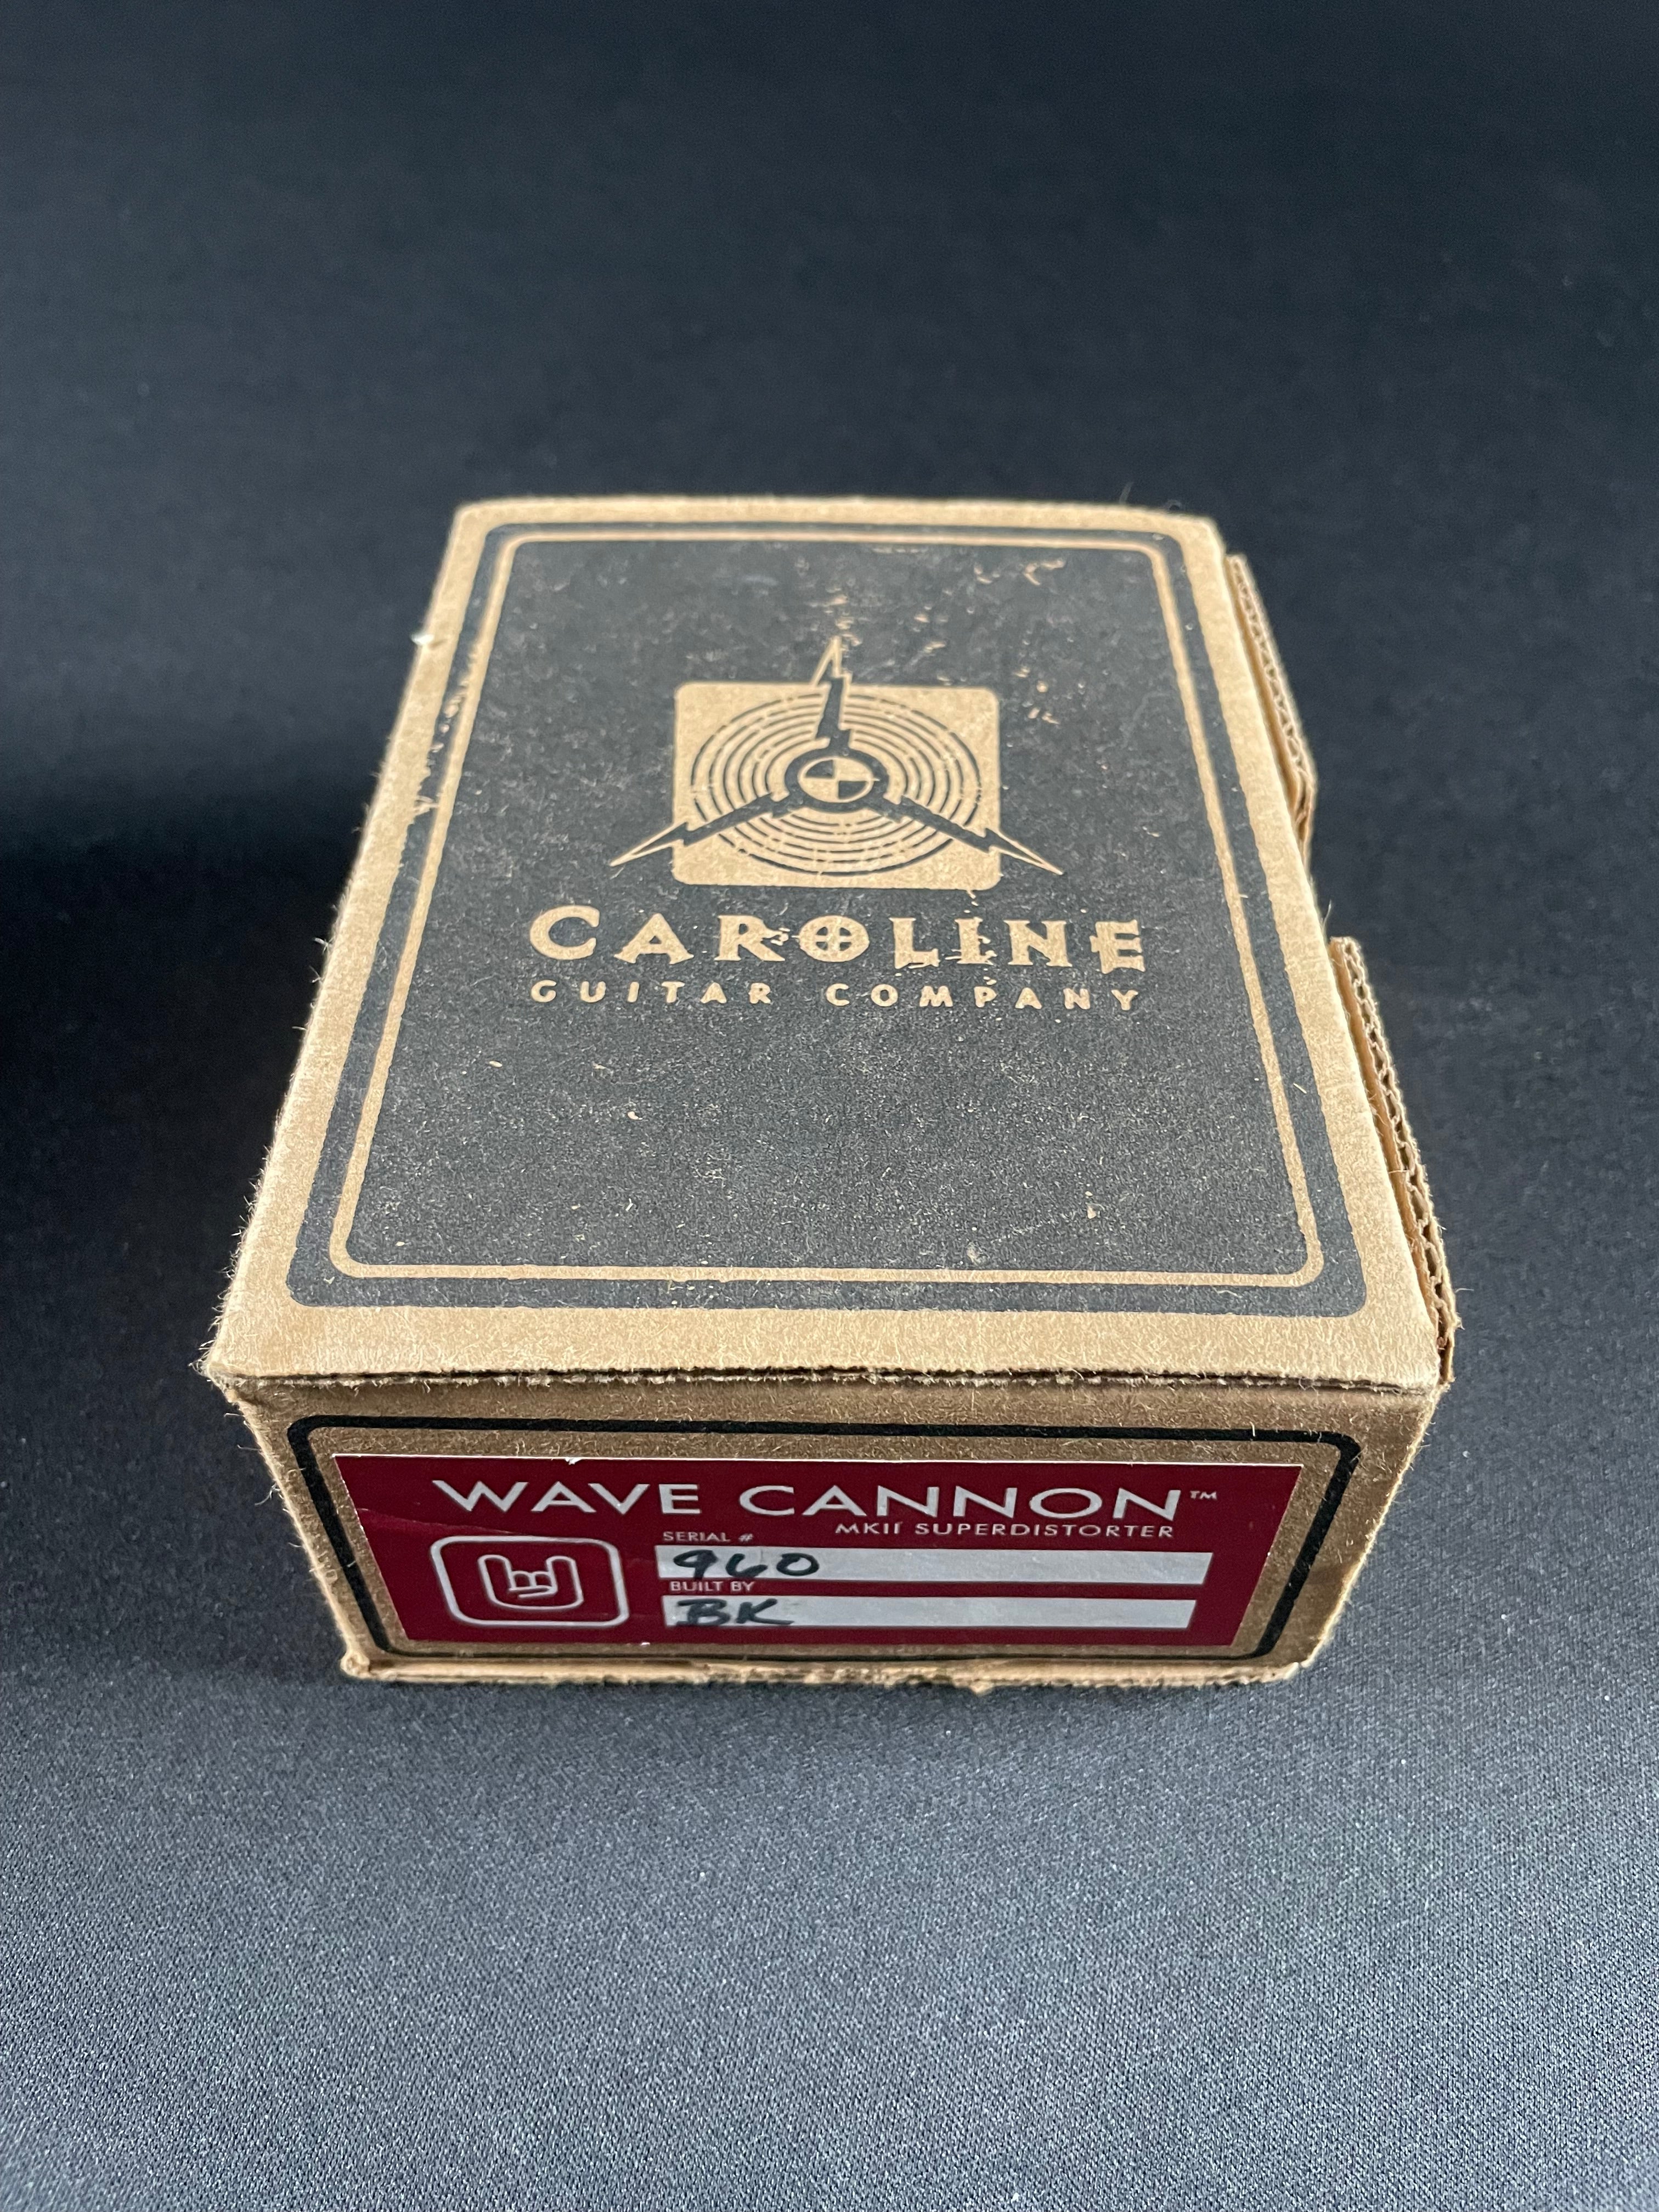 CAROLINE
GUITAR COMPANY
WAVE CANNON™
MKII SUPERDISTORTER
SERIAL #
960
BUILT BY
BK